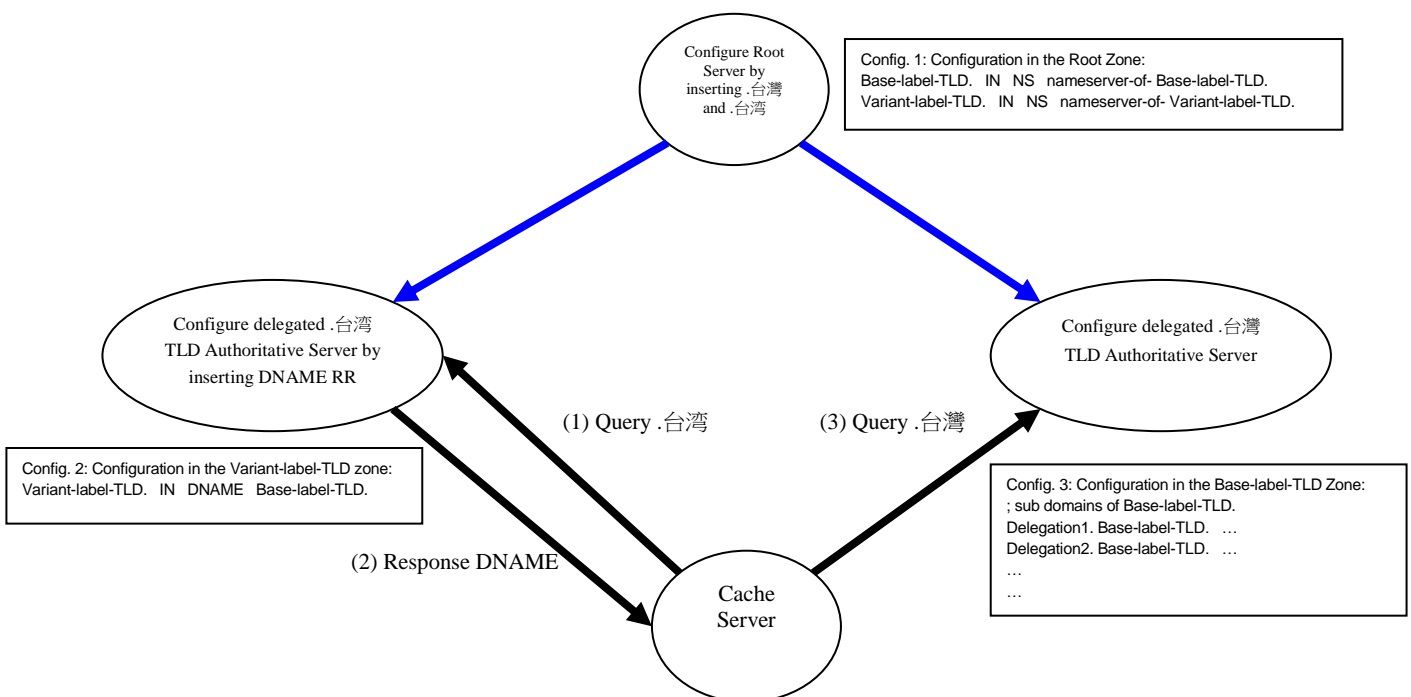 Configure Root
Server by
inserting .台灣
and .台湾
Config. 1: Configuration in the Root Zone:
Base-label-TLD. IN NS nameserver-of- Base-label-TLD.
Variant-label-TLD. IN NS nameserver-of- Variant-label-TLD.
Configure delegated .台湾
TLD Authoritative Server by
inserting DNAME RR
Configure delegated .台灣
TLD Authoritative Server
(1) Query .台湾
(3) Query .台灣
Config. 2: Configuration in the Variant-label-TLD zone:
Variant-label-TLD. IN DNAME Base-label-TLD.
Config. 3: Configuration in the Base-label-TLD Zone:
; sub domains of Base-label-TLD.
Delegation1. Base-label-TLD. …
Delegation2. Base-label-TLD. …
…
…
(2) Response DNAME
Cache
Server